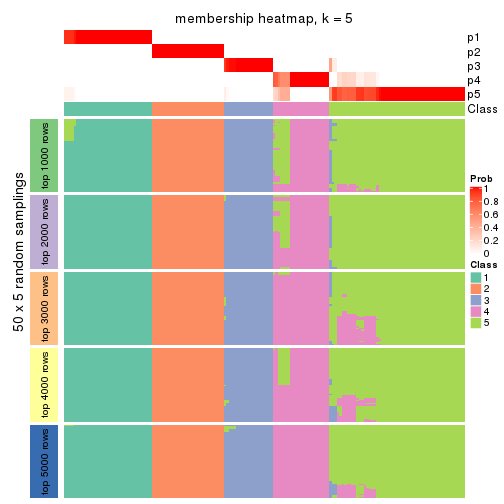 membership heatmap, k = 5
p1
p2
p3
p4
p5
Class
50 x 5 random samplings
top 1000 rows
top 2000 rows
top 3000 rows
top 4000 rows
top 5000 rows
Prob
1
0.8
0.6
0.4
0.2
0
Class
1
2
3
4
5